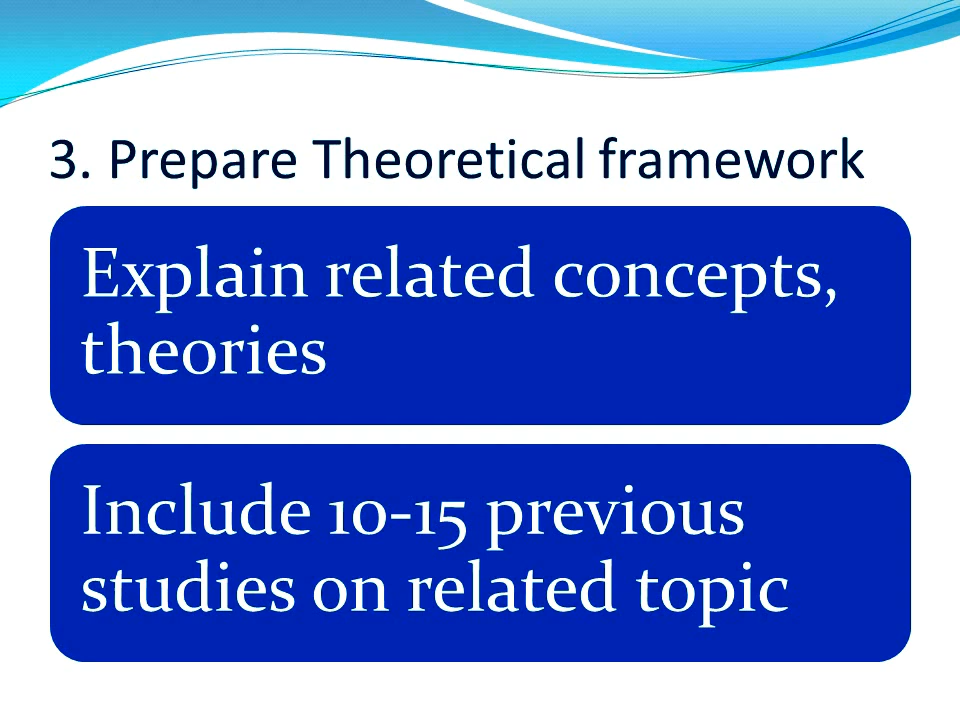 3. Prepare Theoretical framework
Explain related concepts,
theories
Include 10-15 previous
studies on related topic